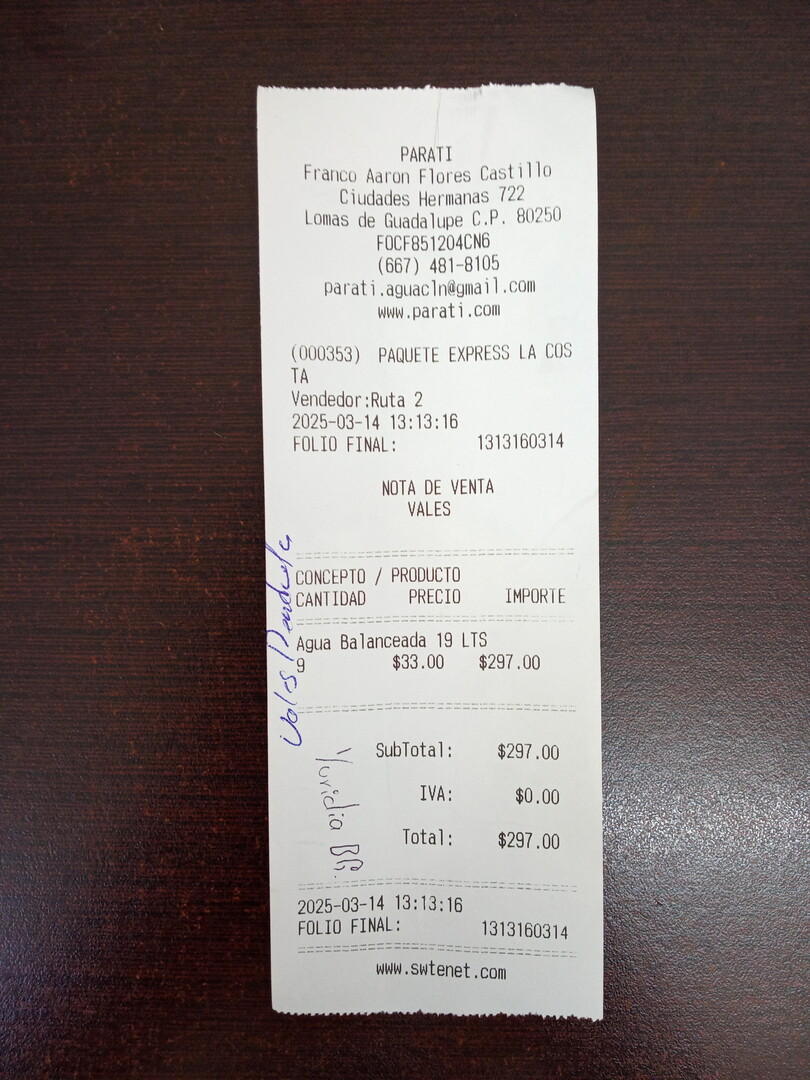 PARATI
Franco Aaron Flores Castillo
Ciudades Hermanas 722
Lomas de Guadalupe C.P. 80250
FOCF851204CN6
(667) 481-8105
parati.aguacln@gmail.com
www.parati.com
(000353) PAQUETE EXPRESS LA COS
TA
Vendedor:Ruta 2
2025-03-14 13:13:16
FOLIO FINAL: 1313160314
NOTA DE VENTA
VALES
CONCEPTO / PRODUCTO
CANTIDAD PRECIO IMPORTE
Agua Balanceada 19 LTS
9 $33.00 $297.00
SubTotal: $297.00
IVA: $0.00
Total: $297.00
2025-03-14 13:13:16
FOLIO FINAL: 1313160314
www.swtenet.com
Vales
Yuridia BR.